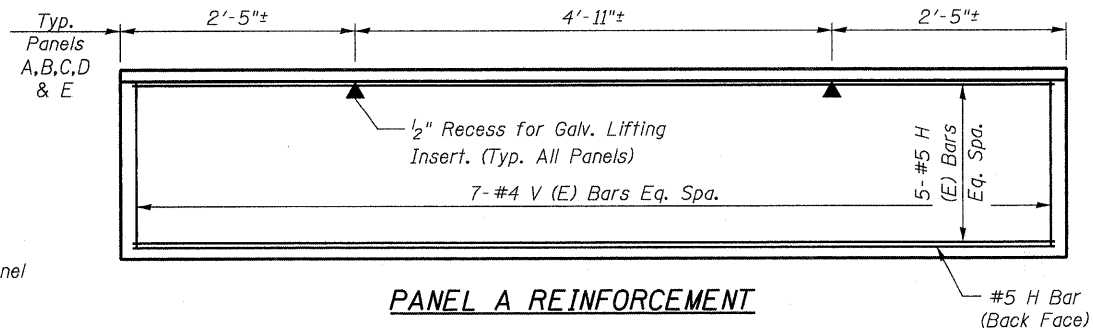 Typ.
Panels
A,B,C,D
& E
2'-5"±
4'-11"±
2'-5"±
½" Recess for Galv. Lifting
Insert. (Typ. All Panels)
7-#4 V (E) Bars Eq. Spa.
5-#5 H
(E) Bars
Eq. Spa.
nel
PANEL A REINFORCEMENT
#5 H Bar
(Back Face)